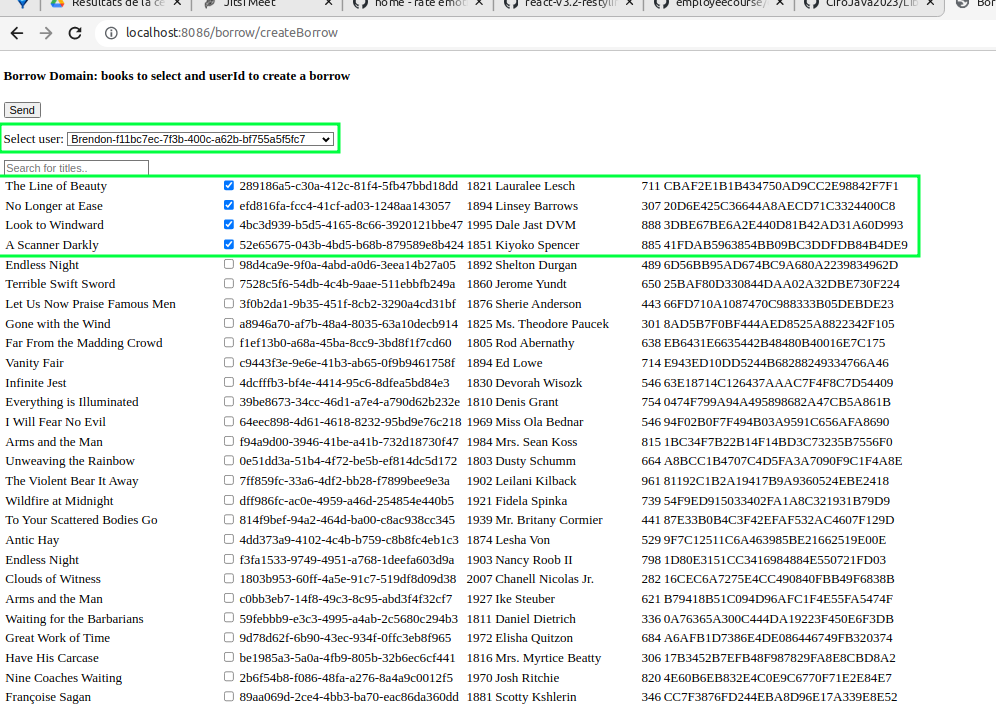 Résultats de la cé
Jitsi Meet
home - rate emot
react-v3.2-restylin
employeecourse/
CiroJava2023/Lib
Bor
localhost:8086/borrow/createBorrow
Borrow Domain: books to select and userId to create a borrow
Send
Select user: Brendon-f11bc7ec-7f3b-400c-a62b-bf755a5f5fc7
Search for titles..
The Line of Beauty 289186a5-c30a-412c-81f4-5fb47bbd18dd 1821 Lauralee Lesch 711 CBAF2E1B1B434750AD9CC2E98842F7F1
No Longer at Ease efd816fa-fcc4-41cf-ad03-1248aa143057 1894 Linsey Barrows 307 20D6E425C36644A8AECD71C3324400C8
Look to Windward 4bc3d939-b5d5-4165-8c66-3920121bbe47 1995 Dale Jast DVM 888 3DBE67BE6A2E440D81B42AD31A60D993
A Scanner Darkly 52e65675-043b-4bd5-b68b-879589e8b424 1851 Kiyoko Spencer 885 41FDAB5963854BB09BC3DDFDB84B4DE9
Endless Night 98d4ca9e-9f0a-4abd-a0d6-3eea14b27a05 1892 Shelton Durgan 489 6D56BB95AD674BC9A680A2239834962D
Terrible Swift Sword 7528c5f6-54db-4c4b-9aae-511ebbfb249a 1860 Jerome Yundt 650 25BAF80D330844DAA02A32DBE730F224
Let Us Now Praise Famous Men 3f0b2da1-9b35-451f-8cb2-3290a4cd31bf 1876 Sherie Anderson 443 66FD710A1087470C988333B05DEBDE23
Gone with the Wind a8946a70-af7b-48a4-8035-63a10decb914 1825 Ms. Theodore Paucek 301 8AD5B7F0BF444AED8525A8822342F105
Far From the Madding Crowd f1ef13b0-a68a-45ba-8cc9-3bd8f1f7cd60 1805 Rod Abernathy 638 EB6431E6635442B48480B40016E7C175
Vanity Fair c9443f3e-9e6e-41b3-ab65-0f9b9461758f 1894 Ed Lowe 714 E943ED10DD5244B68288249334766A46
Infinite Jest 4dcfffb3-bf4e-4414-95c6-8dfea5bd84e3 1830 Devorah Wisozk 546 63E18714C126437AAAC7F4F8C7D54409
Everything is Illuminated 39be8673-34cc-46d1-a7e4-a790d62b232e 1810 Denis Grant 754 0474F799A94A495898682A47CB5A861B
I Will Fear No Evil 64eec898-4d61-4618-8232-95bd9e76c218 1969 Miss Ola Bednar 546 94F02B0F7F494B03A9591C656AFA8690
Arms and the Man f94a9d00-3946-41be-a41b-732d18730f47 1984 Mrs. Sean Koss 815 1BC34F7B22B14F14BD3C73235B7556F0
Unweaving the Rainbow 0e51dd3a-51b4-4f72-be5b-ef814dc5d172 1803 Dusty Schumm 664 A8BCC1B4707C4D5FA3A7090F9C1F4A8E
The Violent Bear It Away 7ff859fc-33a6-4df2-bb28-f7899bee9e3a 1902 Leilani Kilback 961 81192C1B2A19417B9A9360524EBE2418
Wildfire at Midnight dff986fc-ac0e-4959-a46d-254854e440b5 1921 Fidela Spinka 739 54F9ED915033402FA1A8C321931B79D9
To Your Scattered Bodies Go 814f9bef-94a2-464d-ba00-c8ac938cc345 1939 Mr. Britany Cormier 441 87E33B0B4C3F42EFAF532AC4607F129D
Antic Hay 4dd373a9-4102-4c4b-b759-c8b8fc4eb1c3 1874 Lesha Von 529 9F7C12511C6A463985BE21662519E00E
Endless Night f3fa1533-9749-4951-a768-1deefa603d9a 1903 Nancy Roob II 798 1D80E3151CC3416984884E550721FD03
Clouds of Witness 1803b953-60ff-4a5e-91c7-519df8d09d38 2007 Chanell Nicolas Jr. 282 16CEC6A7275E4CC490840FBB49F6838B
Arms and the Man c0bb3eb7-14f8-49c3-8c95-abd3f4f32cf7 1927 Ike Steuber 621 B79418B51C094D96AFC1F4E55FA5474F
Waiting for the Barbarians 59febbb9-e3c3-4995-a4ab-2c5680c294b3 1811 Daniel Dietrich 336 0A76365A300C444DA19223F450E6F3DB
Great Work of Time 9d78d62f-6b90-43ec-934f-0ffc3eb8f965 1972 Elisha Quitzon 684 A6AFB1D7386E4DE086446749FB320374
Have His Carcase be1985a3-5a0a-4fb9-805b-32b6ec6cf441 1816 Mrs. Myrtice Beatty 306 17B3452B7EFB48F987829FA8E8CBD8A2
Nine Coaches Waiting 2b6f54b8-f086-48fa-a276-8a4a9c0012f5 1970 Josh Ritchie 820 4E60B6EB832E4C0E9C6770F71E2E84E7
Françoise Sagan 89aa069d-2ce4-4bb3-ba70-eac86da360dd 1881 Scotty Kshlerin 346 CC7F3876FD244EBA8D96E17A339E8E52